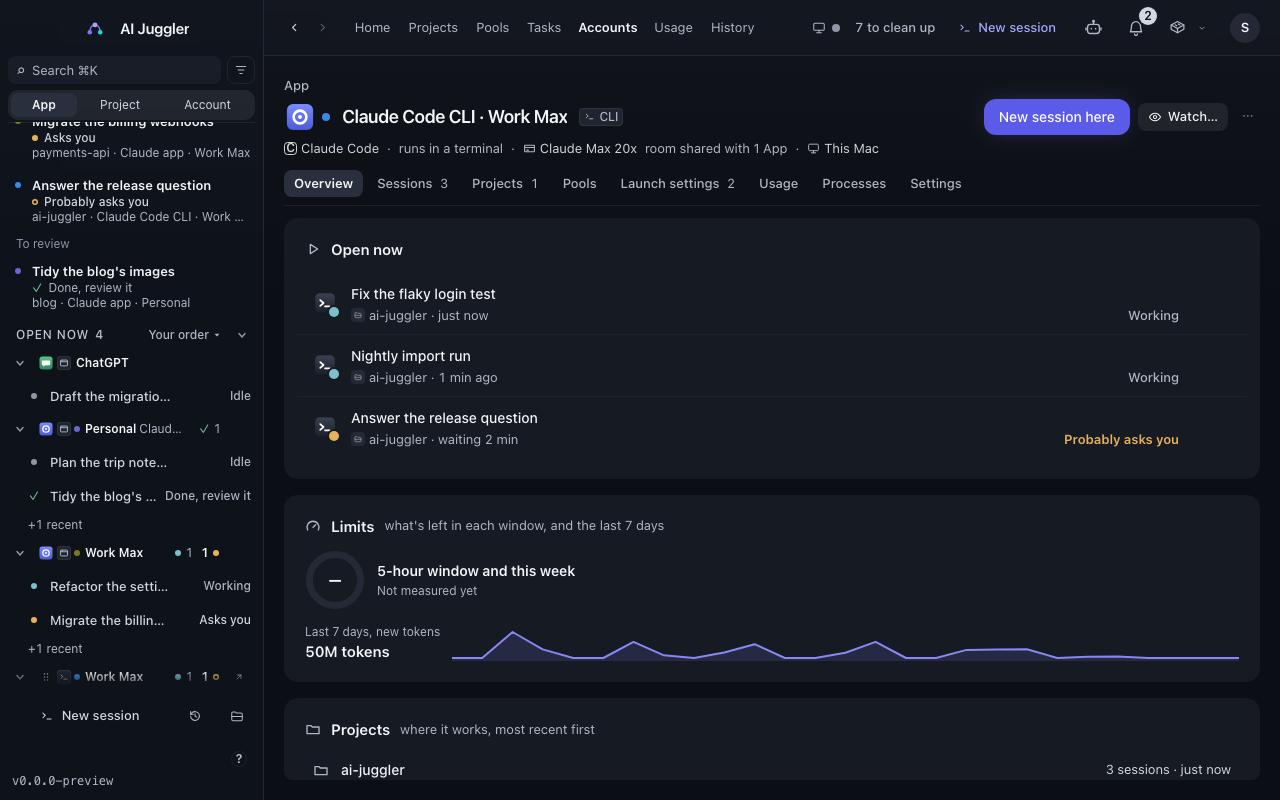 AI Juggler
Search ⌘K
App Project Account
Migrate the billing webhooks
Asks you
payments-api · Claude app · Work Max
Answer the release question
Probably asks you
ai-juggler · Claude Code CLI · Work ...
To review
Tidy the blog's images
Done, review it
blog · Claude app · Personal
OPEN NOW 4 Your order
ChatGPT
Draft the migratio... Idle
Personal Claud... 1
Plan the trip note... Idle
Tidy the blog's ... Done, review it
+1 recent
Work Max 1 1
Refactor the setti... Working
Migrate the billin... Asks you
+1 recent
Work Max 1 1
New session
?
v0.0.0-preview
Home Projects Pools Tasks Accounts Usage History
7 to clean up
New session
2
S
App
Claude Code CLI · Work Max CLI
New session here
Watch...
Claude Code · runs in a terminal · Claude Max 20x room shared with 1 App · This Mac
Overview Sessions 3 Projects 1 Pools Launch settings 2 Usage Processes Settings
Open now
Fix the flaky login test
ai-juggler · just now Working
Nightly import run
ai-juggler · 1 min ago Working
Answer the release question
ai-juggler · waiting 2 min Probably asks you
Limits what's left in each window, and the last 7 days
–
5-hour window and this week
Not measured yet
Last 7 days, new tokens
50M tokens
Projects where it works, most recent first
ai-juggler 3 sessions · just now